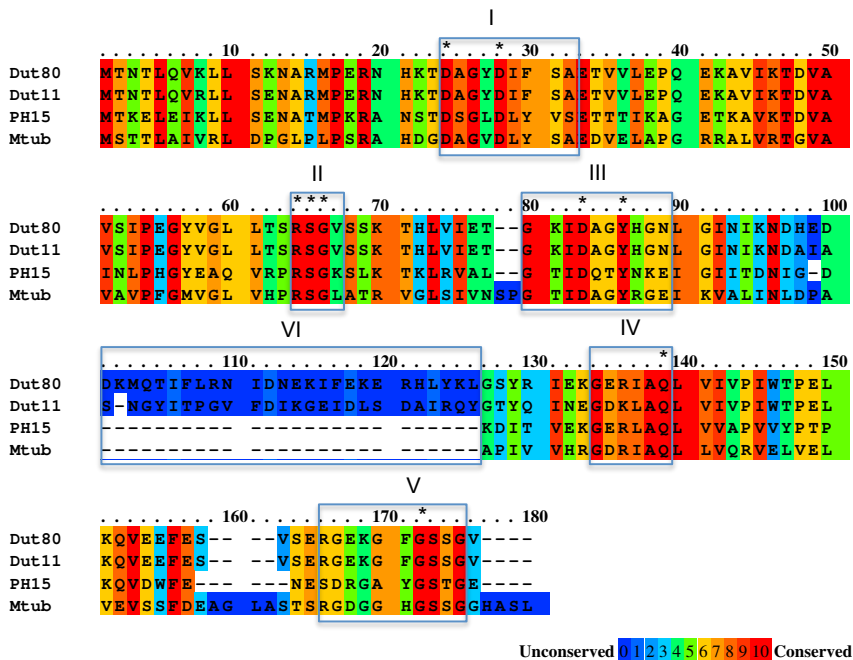 I
. . . . . . . . . 10 . . . . . . . . . 20 . . . . . . . . . 30 . . . . . . . . . 40 . . . . . . . . . 50
* *
Dut80 MTNTLQVKLL SKNARMPERN HKTDAGYDIF SAETVVLEPQ EKAVIKTDVA
Dut11 MTNTLQVRLL SENARMPERN HKTDAGYDIF SAETVVLEPQ EKAVIKTDVA
PH15 MTKELEIKLL SENATMPKRA NSTDSGLDLY VSETTTIKAG ETKAVKTDVA
Mtub MSTTLAIVRL DPGLPLPSRA HDGDAGVDLY SAEDVELAPG RRALVRTGVA
II III
. . . . . . . . . 60 . . . . . . . . . 70 . . . . . . . . . 80 . . . . . . . . . 90 . . . . . . . . . 100
* * * * *
Dut80 VSIPEGYVGL LTSRSGVSSK THLVIET--G KIDAGYHGNL GINIKNDHED
Dut11 VSIPEGYVGL LTSRSGVSSK THLVIET--G KIDAGYHGNL GINIKNDAIA
PH15 INLPHGYEAQ VRPRSGKSLK TKLRVAL--G TIDQTYNKEI GIITDNIG-D
Mtub VAVPFGMVGL VHPRSGLATR VGLSIVNSPG TIDAGYRGEI KVALINLDPA
VI IV
. . . . . . . . . 110 . . . . . . . . . 120 . . . . . . . . . 130 . . . . . . . . . 140 . . . . . . . . . 150
*
Dut80 DKMQTIFLRN IDNEKIFEKE RHLYKLGSYR IEKGERIAQL VIVPIWTPEL
Dut11 S-NGYITPGV FDIKGEIDLS DAIRQYGTYQ INEGDKLAQL VIVPIWTPEL
PH15 ---------- ---------- ------KDIT VEKGERLAQL VVAPVVYPTP
Mtub ---------- ---------- ------APIV VHRGDRIAQL LVQRVELVEL
V
. . . . . . . . . 160 . . . . . . . . . 170 . . . . . . . . . 180
*
Dut80 KQVEEFES-- --VSERGEKG FGSSGV----
Dut11 KQVEEFES-- --VSERGEKG FGSSGV----
PH15 KQVDWFE--- ---NESDRGA YGSTGE----
Mtub VEVSSFDEAG LASTSRGDGG HGSSGGHASL
Unconserved 0 1 2 3 4 5 6 7 8 9 10 Conserved